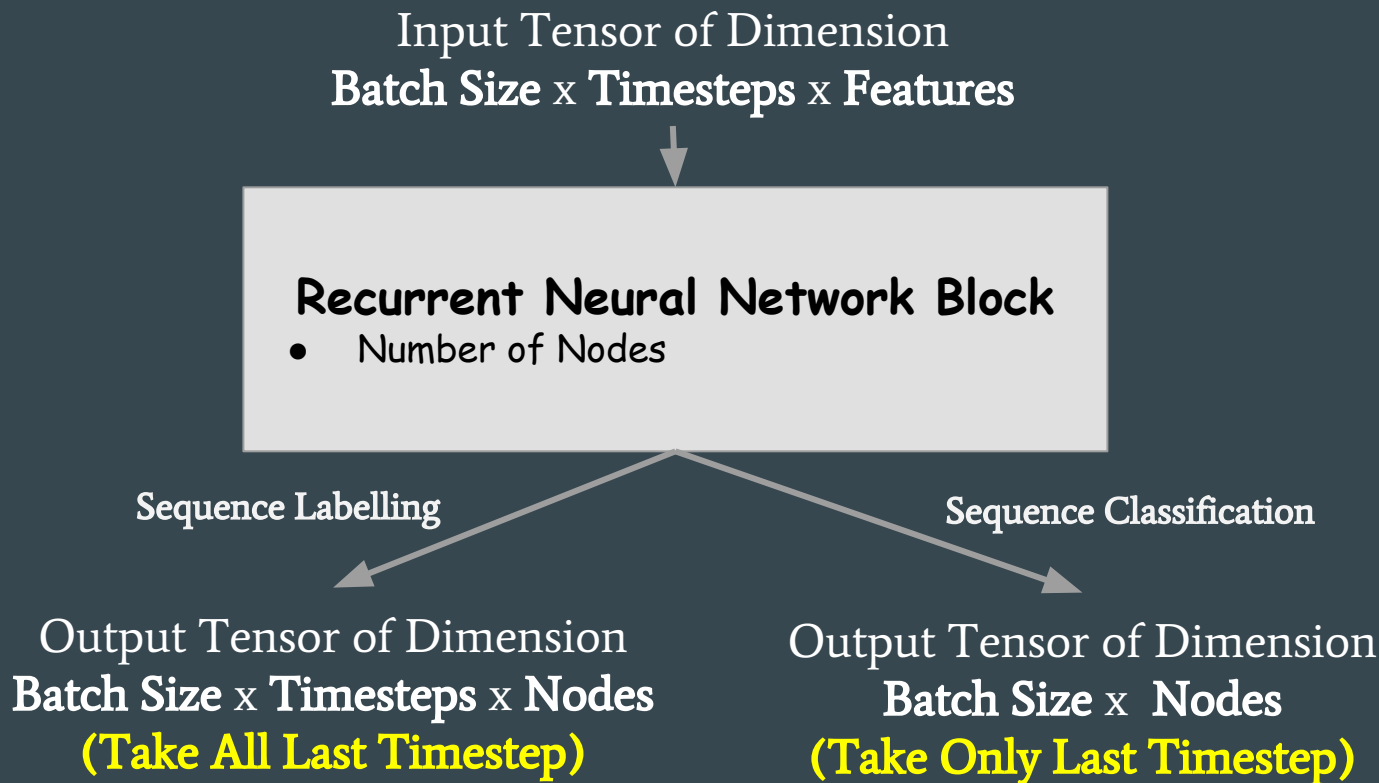 Input Tensor of Dimension
Batch Size x Timesteps x Features
Recurrent Neural Network Block
● Number of Nodes
Sequence Labelling
Sequence Classification
Output Tensor of Dimension
Batch Size x Timesteps x Nodes
(Take All Last Timestep)
Output Tensor of Dimension
Batch Size x Nodes
(Take Only Last Timestep)